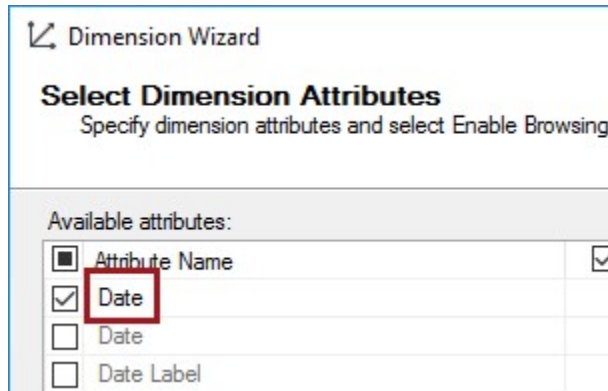 Dimension Wizard
Select Dimension Attributes
Specify dimension attributes and select Enable Browsing
Available attributes:
Attribute Name
Date
Date
Date Label